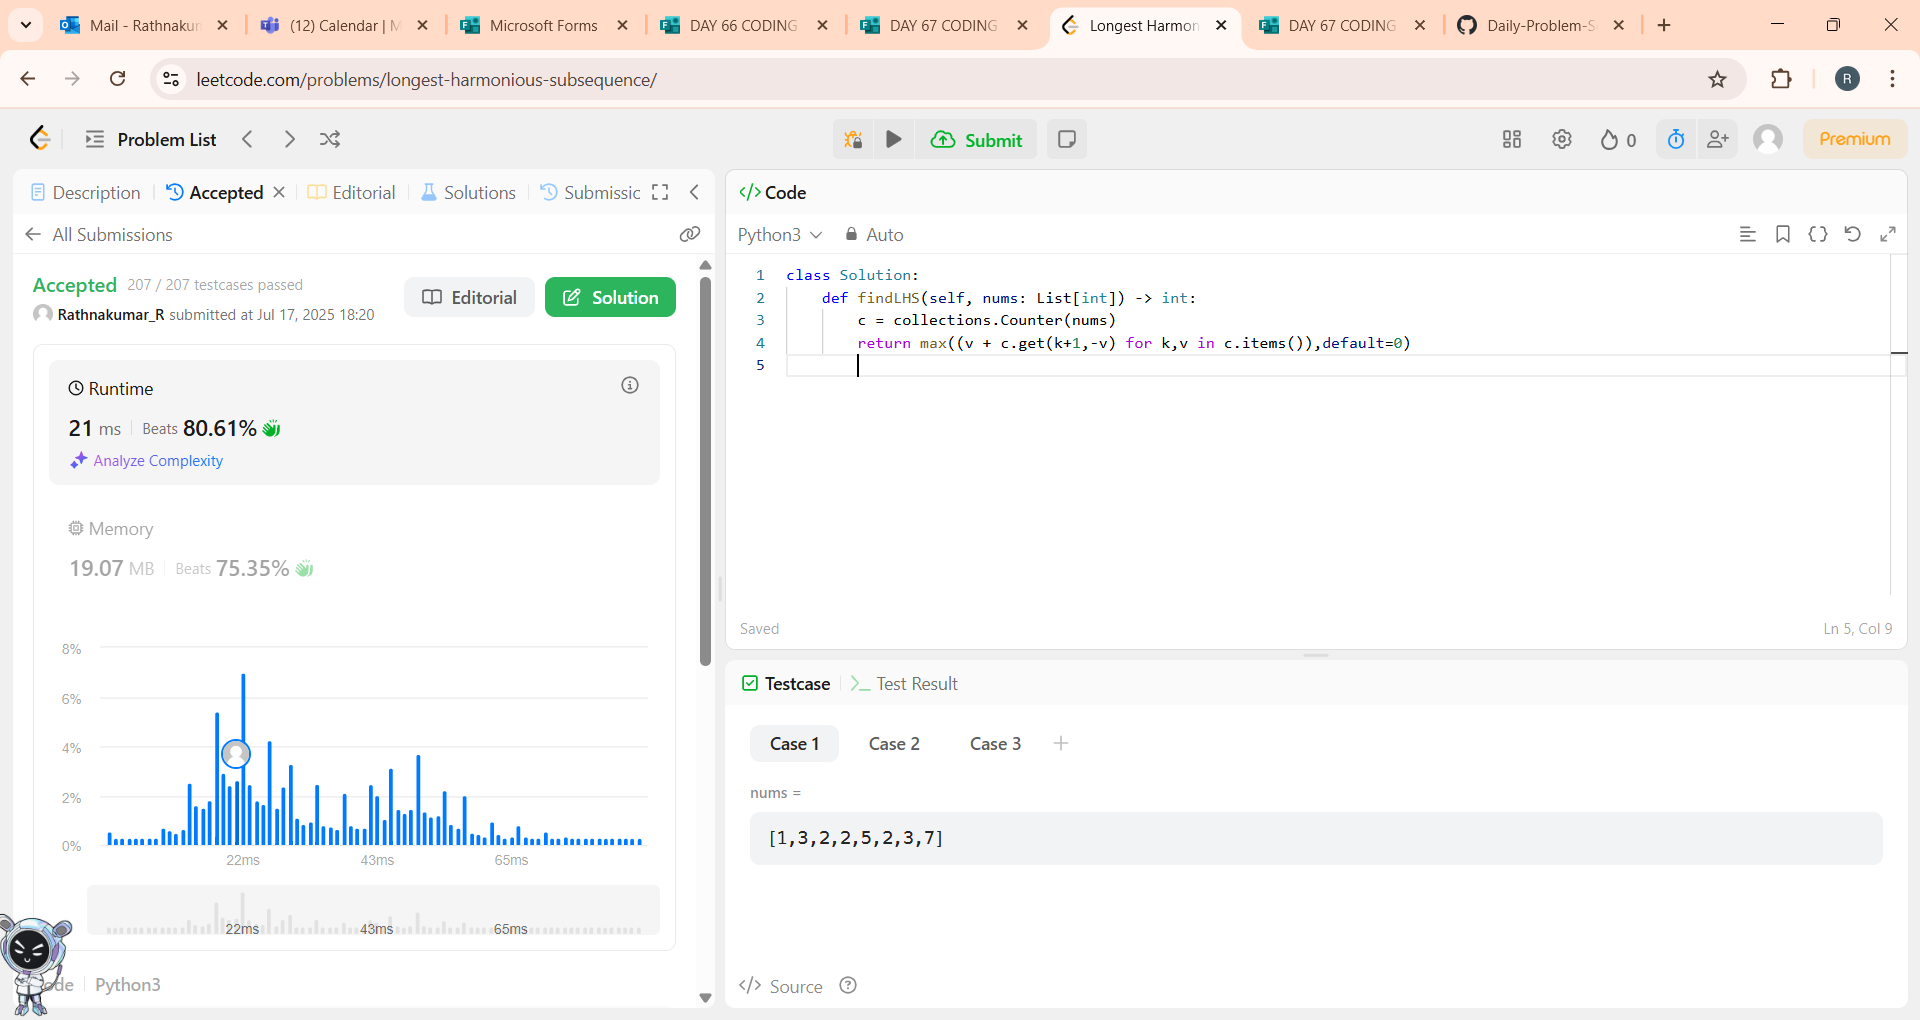 Mail - Rathnakun
(12) Calendar | M
Microsoft Forms
DAY 66 CODING
DAY 67 CODING
Longest Harmon
DAY 67 CODING
Daily-Problem-S
leetcode.com/problems/longest-harmonious-subsequence/
R
Problem List
Submit
0
Premium
Description
Accepted
Editorial
Solutions
Submissic
</> Code
All Submissions
Python3
Auto
Accepted 207 / 207 testcases passed
Rathnakumar_R submitted at Jul 17, 2025 18:20
Editorial
Solution
Runtime
21 ms
Beats 80.61%
Analyze Complexity
Memory
19.07 MB
Beats 75.35%
8%
6%
4%
2%
0%
22ms
43ms
65ms
22ms
43ms
65ms
ode
Python3
1 class Solution:
2 def findLHS(self, nums: List[int]) -> int:
3 c = collections.Counter(nums)
4 return max((v + c.get(k+1,-v) for k,v in c.items()),default=0)
5
Saved
Ln 5, Col 9
Testcase
Test Result
Case 1
Case 2
Case 3
nums =
[1,3,2,2,5,2,3,7]
</> Source